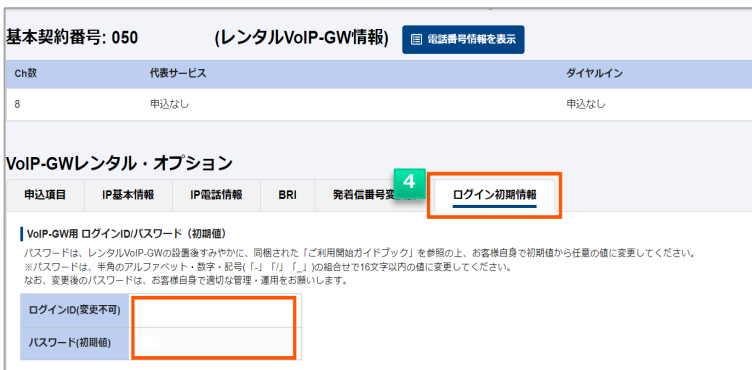 基本契約番号: 050 (レンタルVoIP-GW情報) 電話番号情報を表示
Ch数 代表サービス ダイヤルイン
8 申込なし 申込なし
VoIP-GWレンタル・オプション
4
申込項目 IP基本情報 IP電話情報 BRI 発着信番号変 ログイン初期情報
VoIP-GW用 ログインID/パスワード（初期値）
パスワードは、レンタルVoIP-GWの設置後すみやかに、同梱された「ご利用開始ガイドブック」を参照の上、お客様自身で初期値から任意の値に変更してください。
※パスワードは、半角のアルファベット・数字・記号(「-」「/」「_」)の組合せで16文字以内の値に変更してください。
なお、変更後のパスワードは、お客様自身で適切な管理・運用をお願いします。
ログインID(変更不可)
パスワード(初期値)